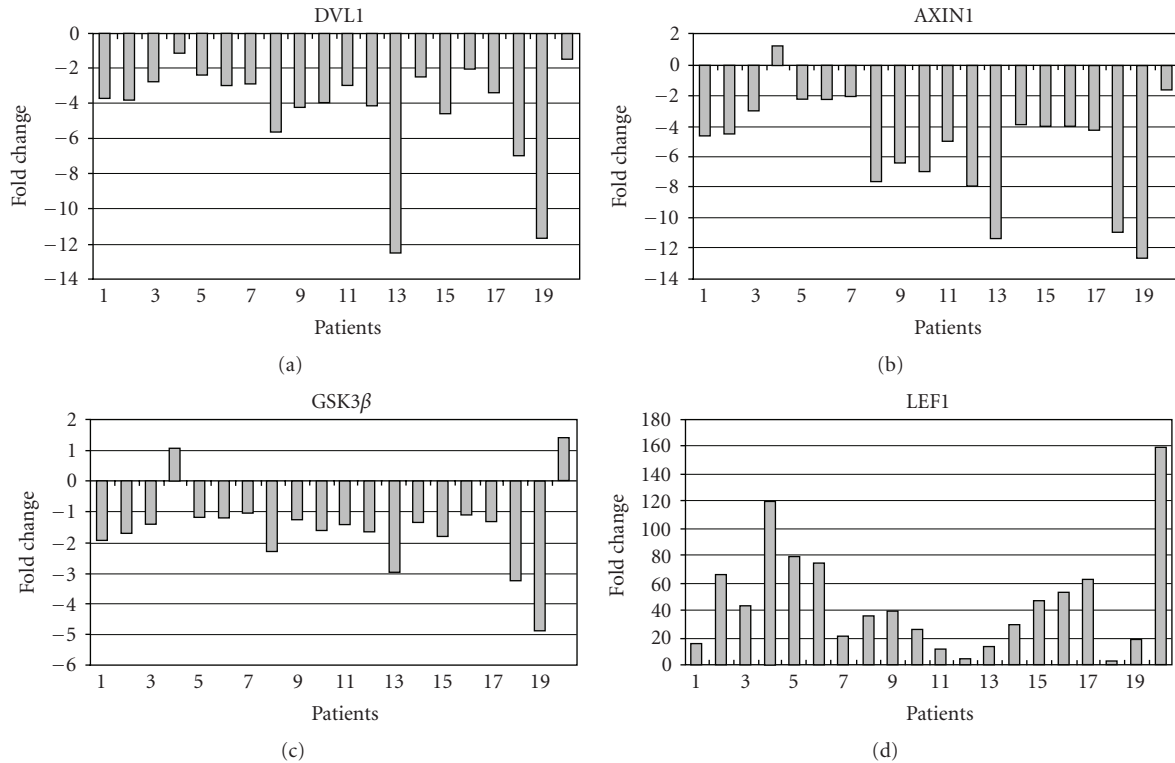 DVL1
0
−2
−4
−6
−8
−10
−12
−14
Fold change
1 3 5 7 9 11 13 15 17 19
Patients
(a)
AXIN1
2
0
−2
−4
−6
−8
−10
−12
−14
Fold change
1 3 5 7 9 11 13 15 17 19
Patients
(b)
GSK3β
2
1
0
−1
−2
−3
−4
−5
−6
Fold change
1 3 5 7 9 11 13 15 17 19
Patients
(c)
LEF1
180
160
140
120
100
80
60
40
20
0
Fold change
1 3 5 7 9 11 13 15 17 19
Patients
(d)